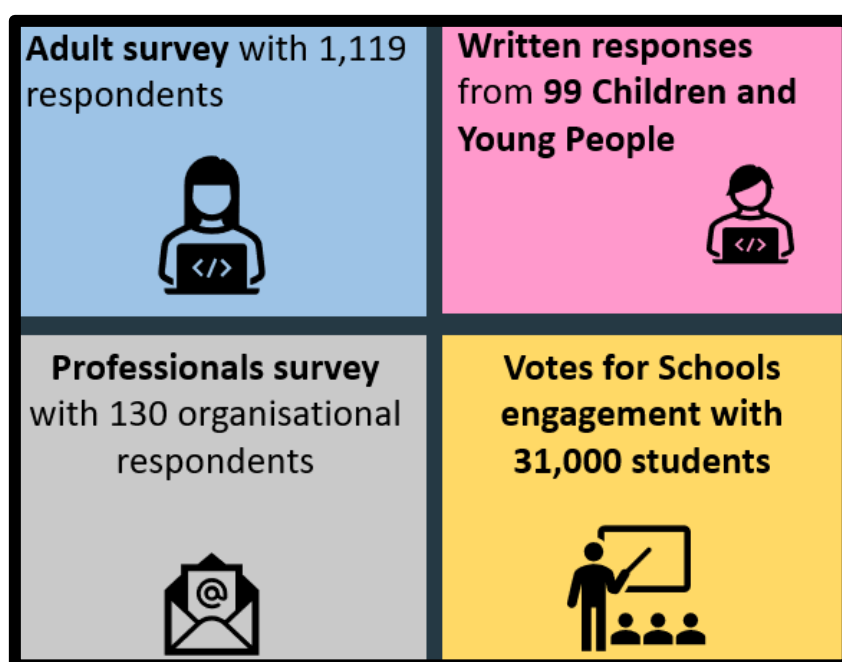 Adult survey with 1,119
respondents
</>
Written responses
from 99 Children and
Young People
</>
Professionals survey
with 130 organisational
respondents
@
Votes for Schools
engagement with
31,000 students